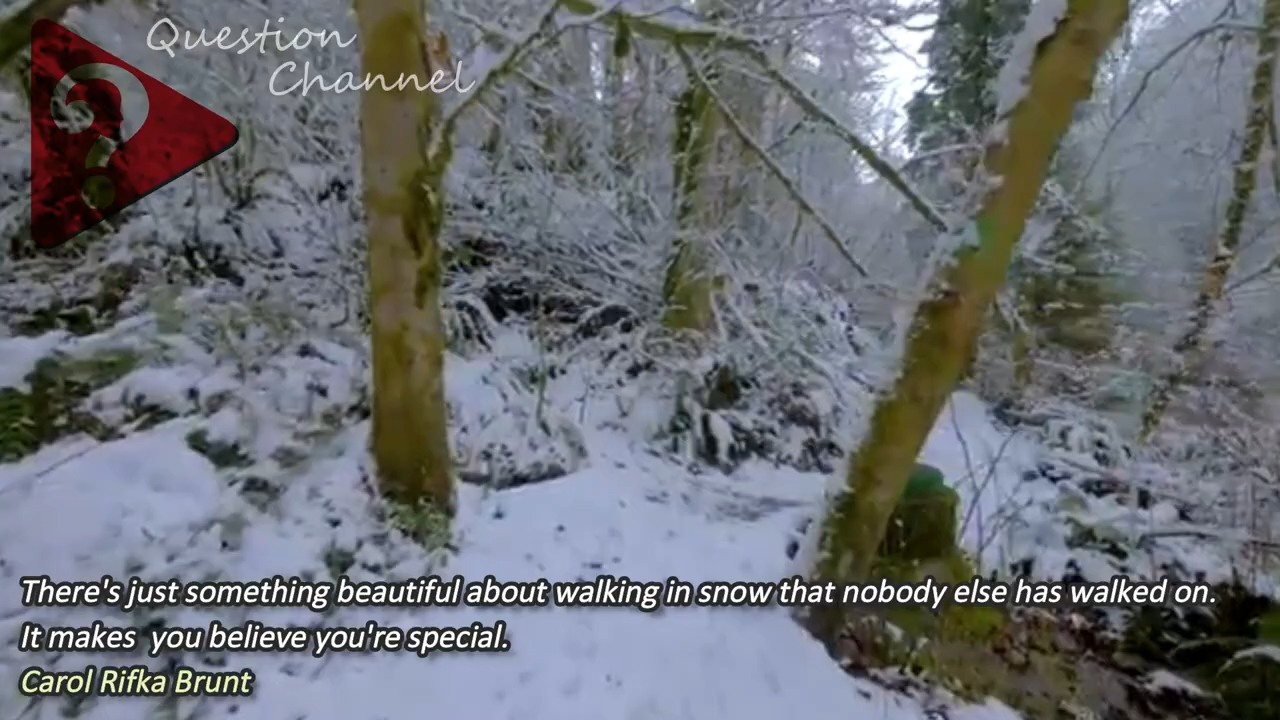 Question
Channel
There's just something beautiful about walking in snow that nobody else has walked on.
It makes  you believe you're special.
Carol Rifka Brunt